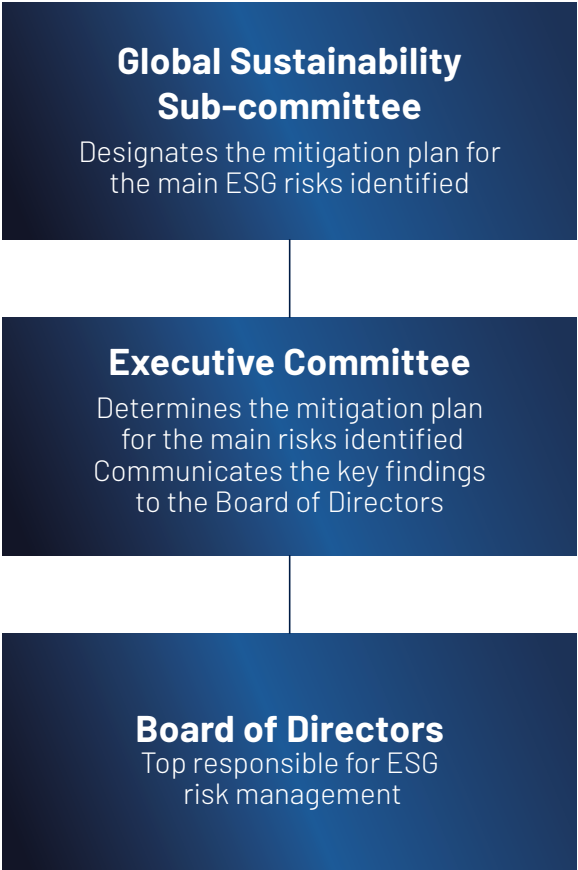 Global Sustainability
Sub-committee
Designates the mitigation plan for
the main ESG risks identified
Executive Committee
Determines the mitigation plan
for the main risks identified
Communicates the key findings
to the Board of Directors
Board of Directors
Top responsible for ESG
risk management